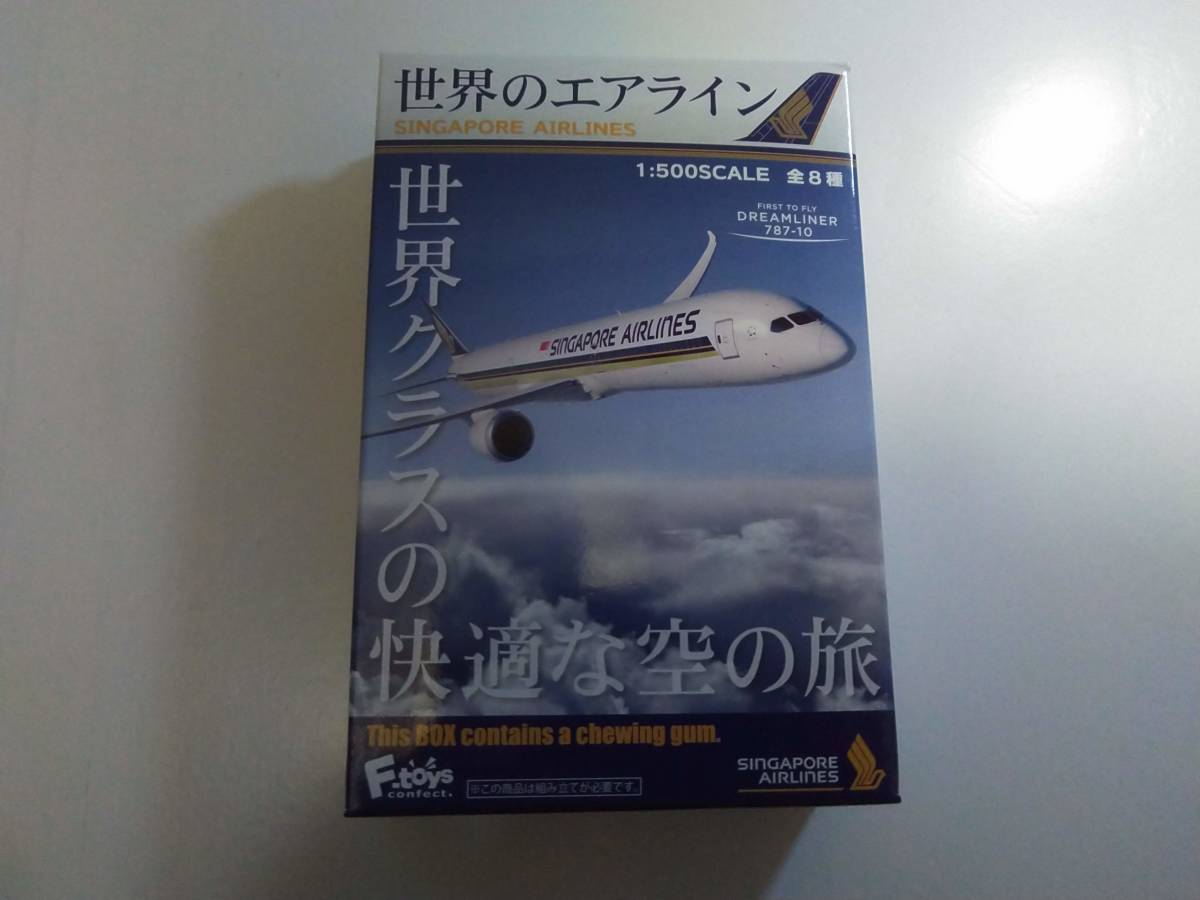 世界のエアライン
SINGAPORE AIRLINES
1:500SCALE 全8種
FIRST TO FLY
DREAMLINER
787-10
世界クラスの
快適な空の旅
SINGAPORE AIRLINES
This BOX contains a chewing gum.
F-toys
confect.
※この商品は組み立てが必要です。
SINGAPORE
AIRLINES